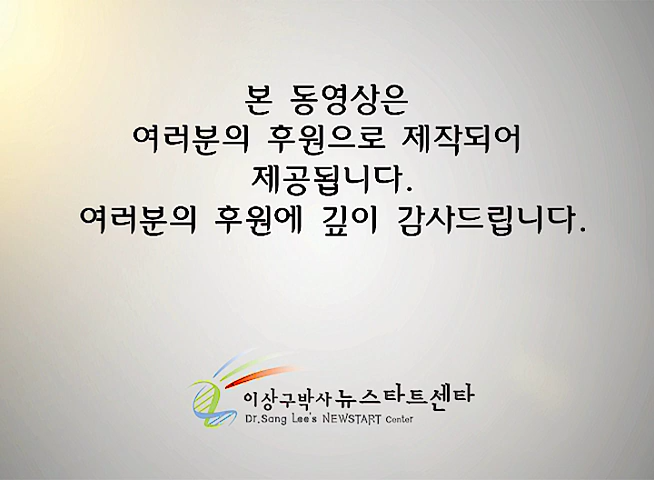 본 동영상은
여러분의 후원으로 제작되어
제공됩니다.
여러분의 후원에 깊이 감사드립니다.
이상구박사 뉴스타트센타
Dr.Sang Lee's NEWSTART Center